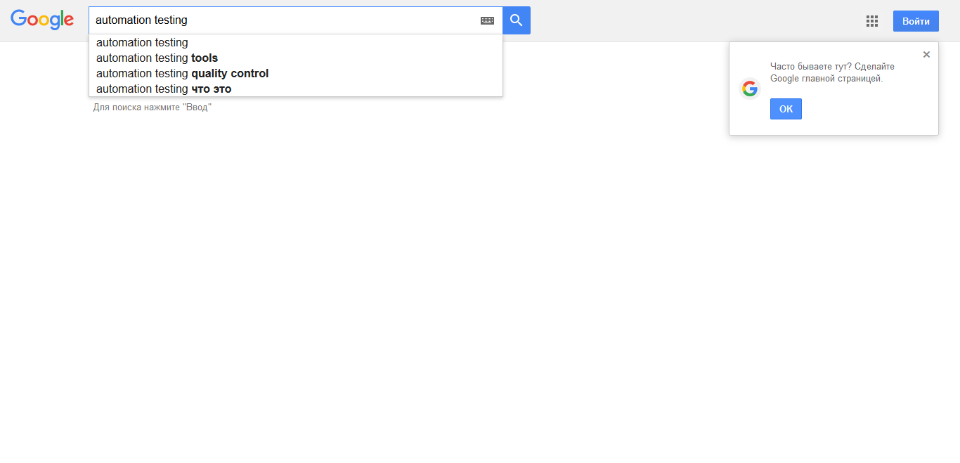 Google
automation testing
Войти
automation testing
automation testing tools
automation testing quality control
automation testing что это
Для поиска нажмите "Ввод"
Часто бываете тут? Сделайте
Google главной страницей.
G
ОК